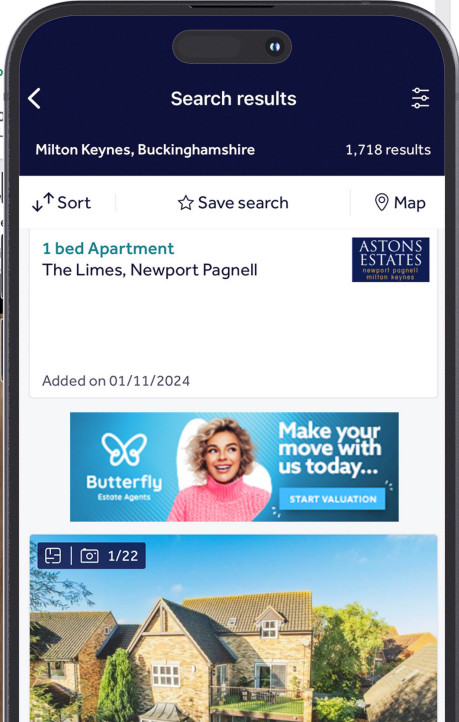 Search results
Milton Keynes, Buckinghamshire
1,718 results
Sort
Save search
Map
1 bed Apartment
The Limes, Newport Pagnell
ASTONS
ESTATES
newport pagnell
milton keynes
Added on 01/11/2024
Butterfly
Estate Agents
Make your
move with
us today...
START VALUATION
1/22